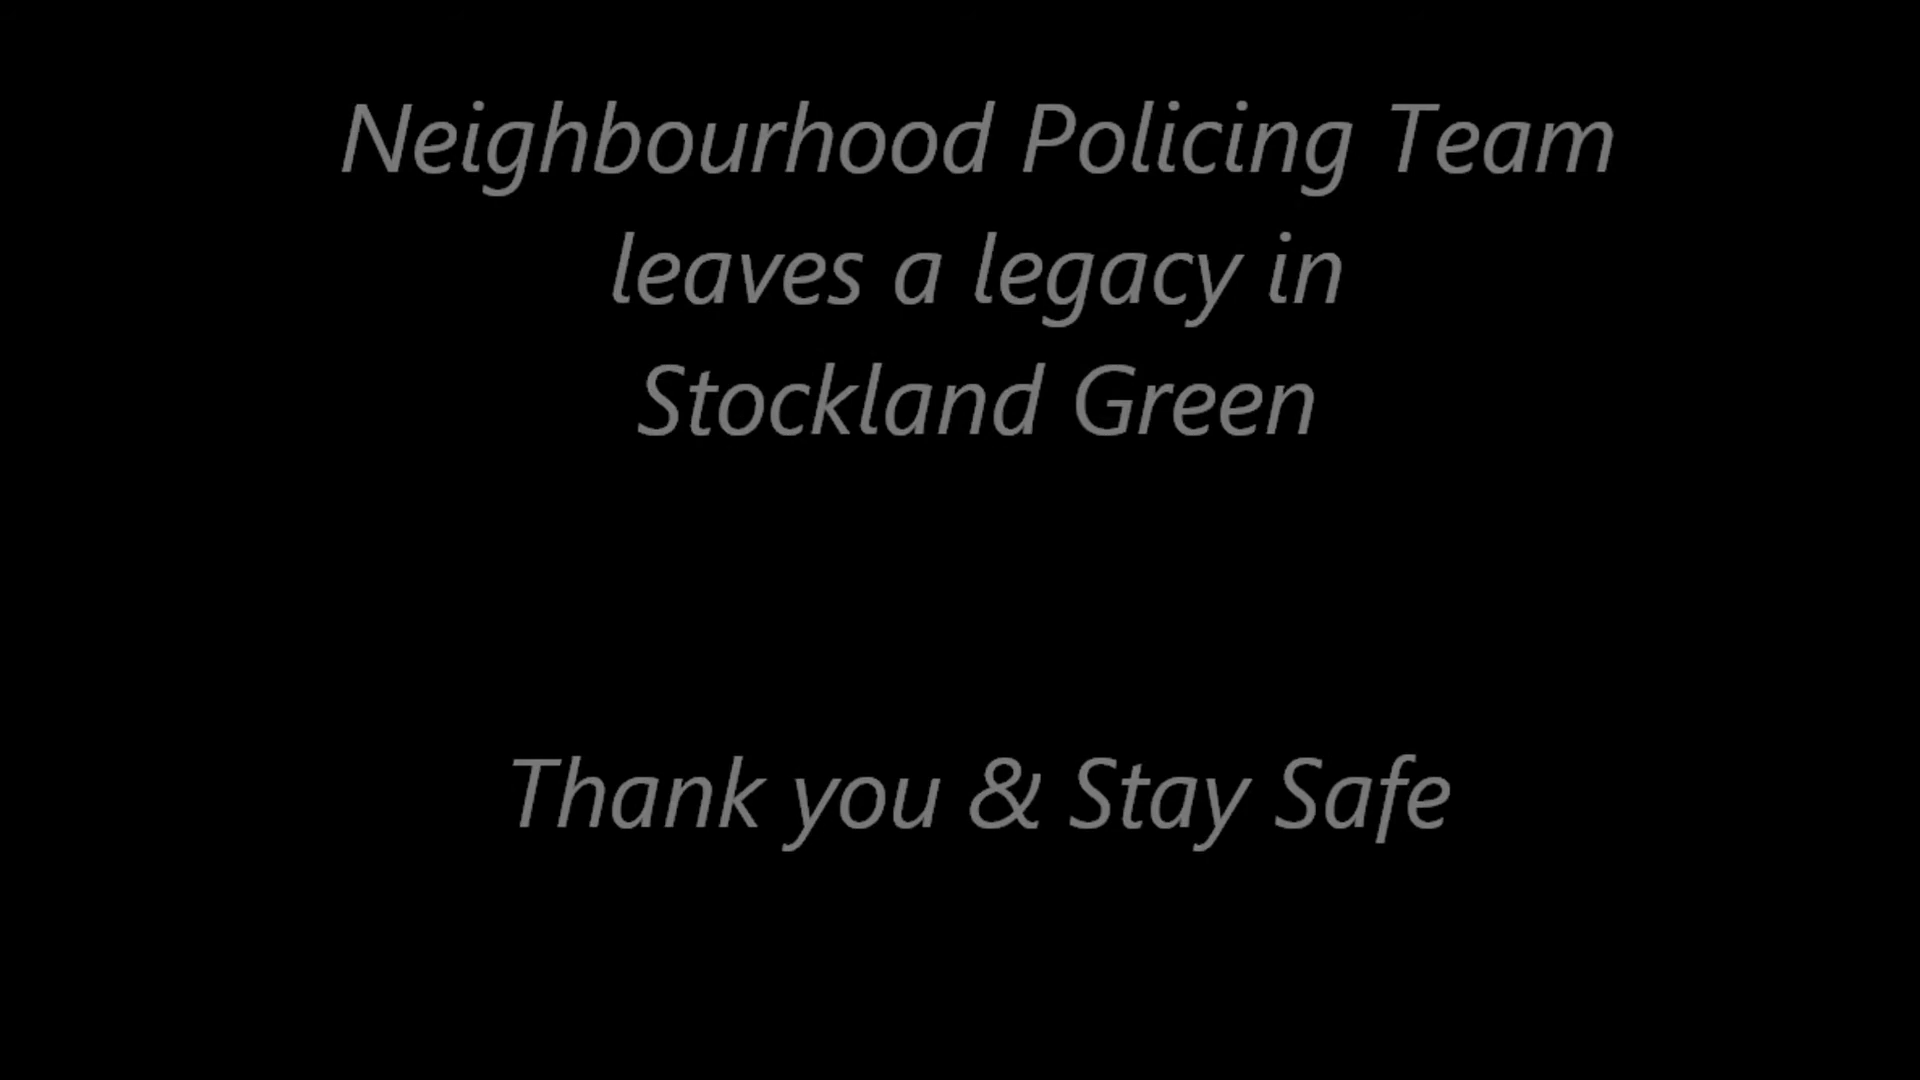 Neighbourhood Policing Team
leaves a legacy in
Stockland Green
Thank you & Stay Safe